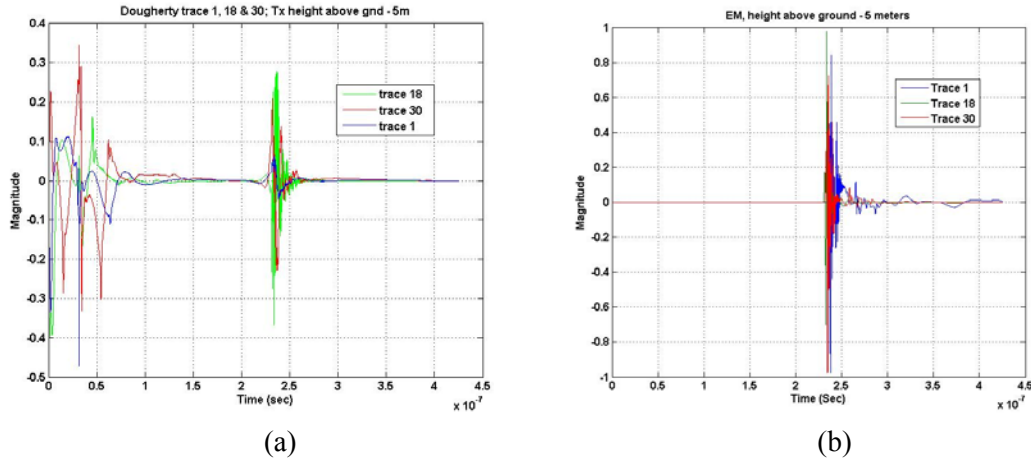 Dougherty trace 1, 18 & 30; Tx height above gnd - 5m
0.4
0.3
0.2
0.1
0
-0.1
-0.2
-0.3
-0.4
-0.5
Magnitude
trace 18
trace 30
trace 1
0 0.5 1 1.5 2 2.5 3 3.5 4 4.5
Time (sec)
x 10⁻⁷
(a)
EM, height above ground - 5 meters
1
0.8
0.6
0.4
0.2
0
-0.2
-0.4
-0.6
-0.8
-1
Magnitude
Trace 1
Trace 18
Trace 30
0 0.5 1 1.5 2 2.5 3 3.5 4 4.5
Time (Sec)
x 10⁻⁷
(b)